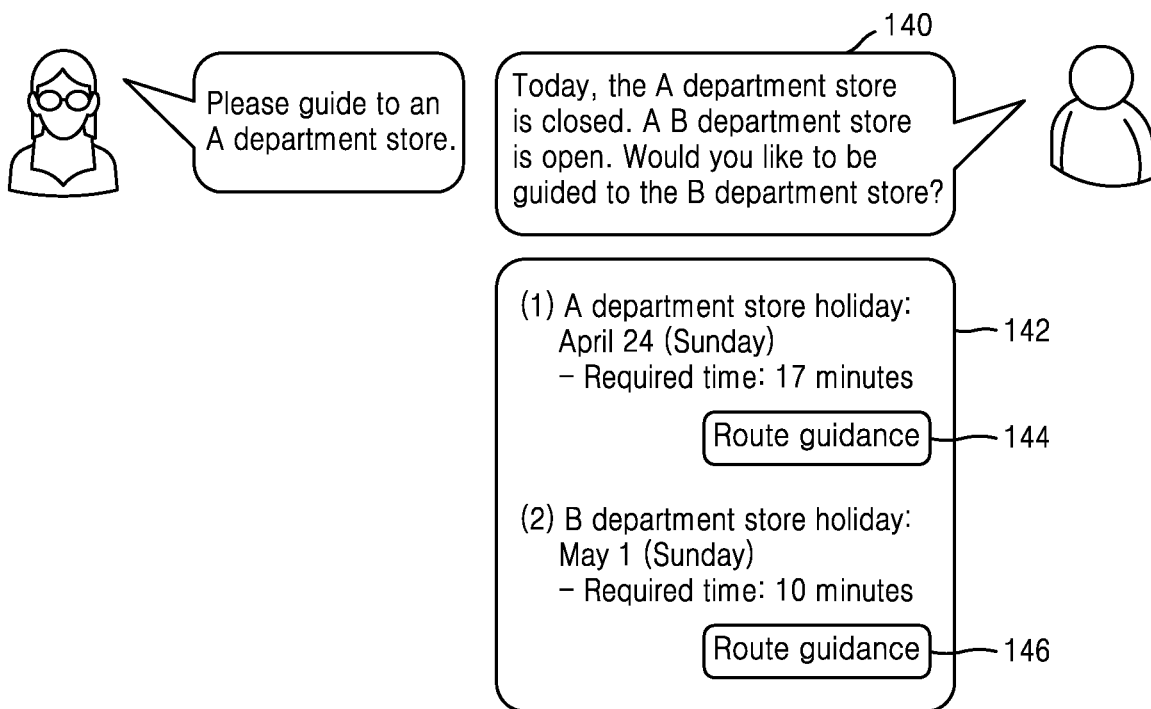 140
Please guide to an
A department store.
Today, the A department store
is closed. A B department store
is open. Would you like to be
guided to the B department store?
(1) A department store holiday:
April 24 (Sunday)
– Required time: 17 minutes
142
Route guidance
144
(2) B department store holiday:
May 1 (Sunday)
– Required time: 10 minutes
Route guidance
146